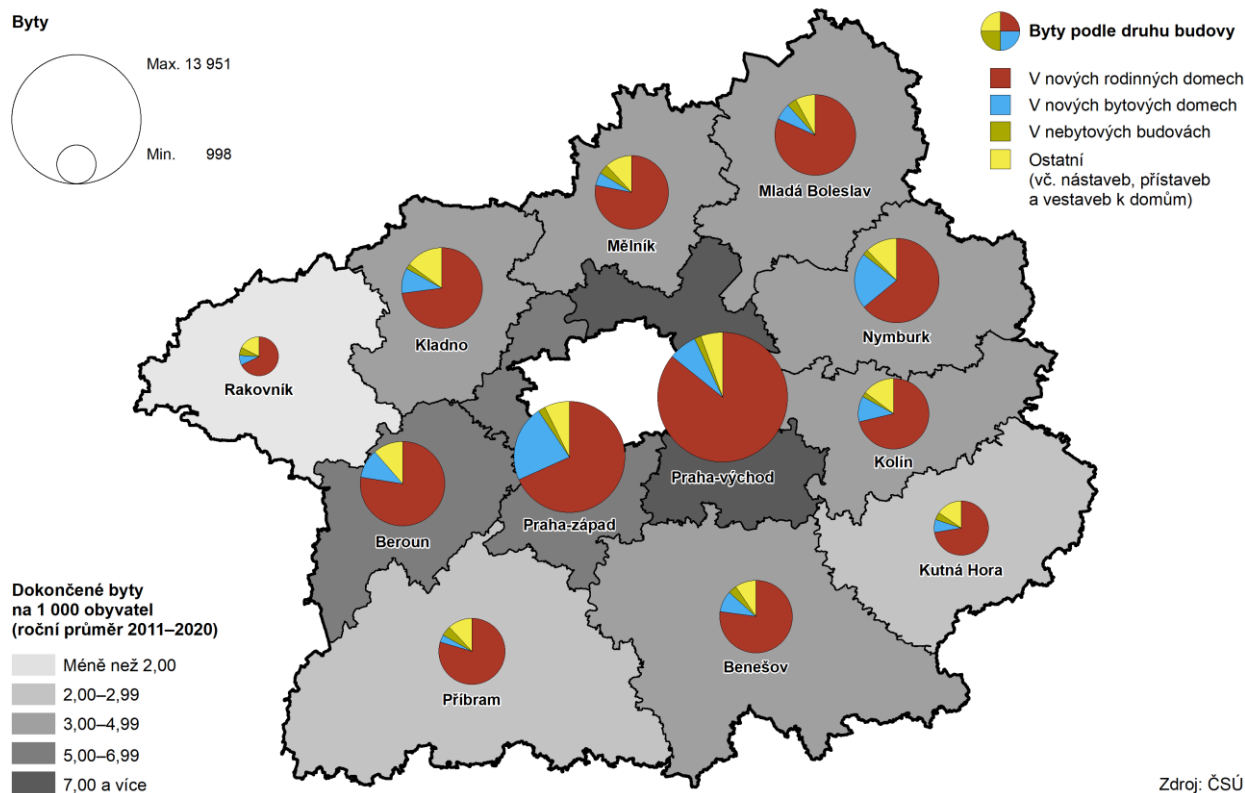 Byty
Max. 13 951
Min. 998
Byty podle druhu budovy
V nových rodinných domech
V nových bytových domech
V nebytových budovách
Ostatní
(vč. nástaveb, přístaveb
a vestaveb k domům)
Mladá Boleslav
Mělník
Kladno
Nymburk
Rakovník
Kolín
Praha-východ
Praha-západ
Beroun
Kutná Hora
Benešov
Příbram
Dokončené byty
na 1 000 obyvatel
(roční průměr 2011–2020)
Méně než 2,00
2,00–2,99
3,00–4,99
5,00–6,99
7,00 a více
Zdroj: ČSÚ